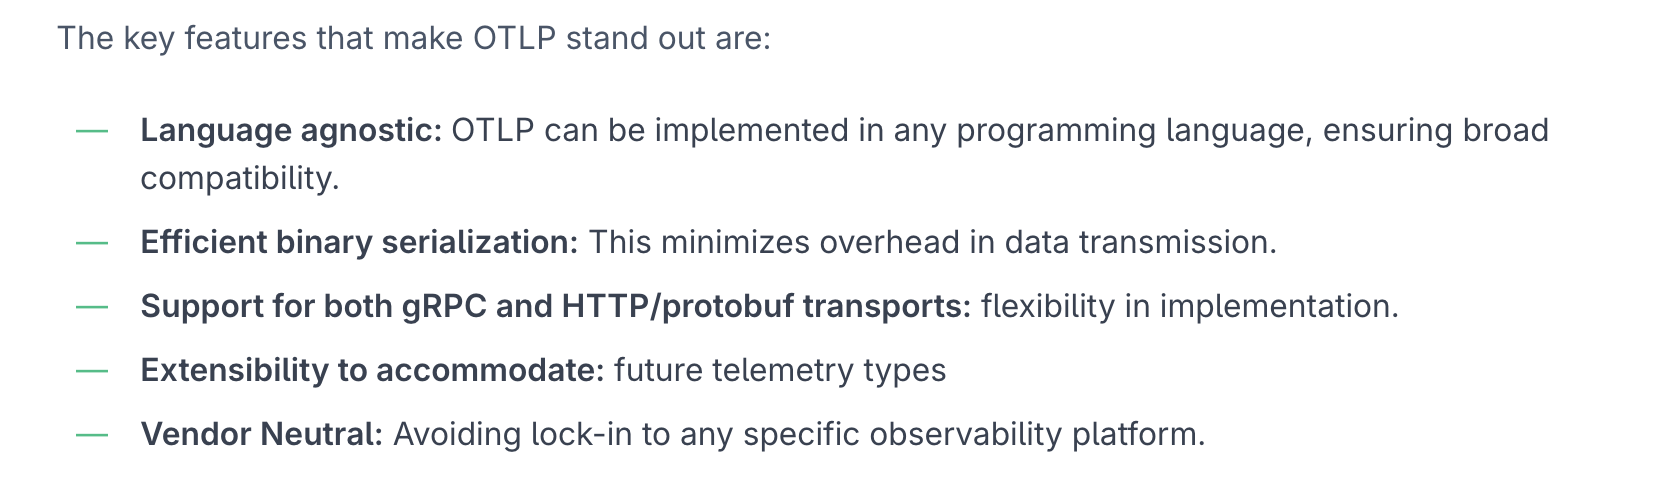 The key features that make OTLP stand out are:
— Language agnostic: OTLP can be implemented in any programming language, ensuring broad
compatibility.
— Efficient binary serialization: This minimizes overhead in data transmission.
— Support for both gRPC and HTTP/protobuf transports: flexibility in implementation.
— Extensibility to accommodate: future telemetry types
— Vendor Neutral: Avoiding lock-in to any specific observability platform.